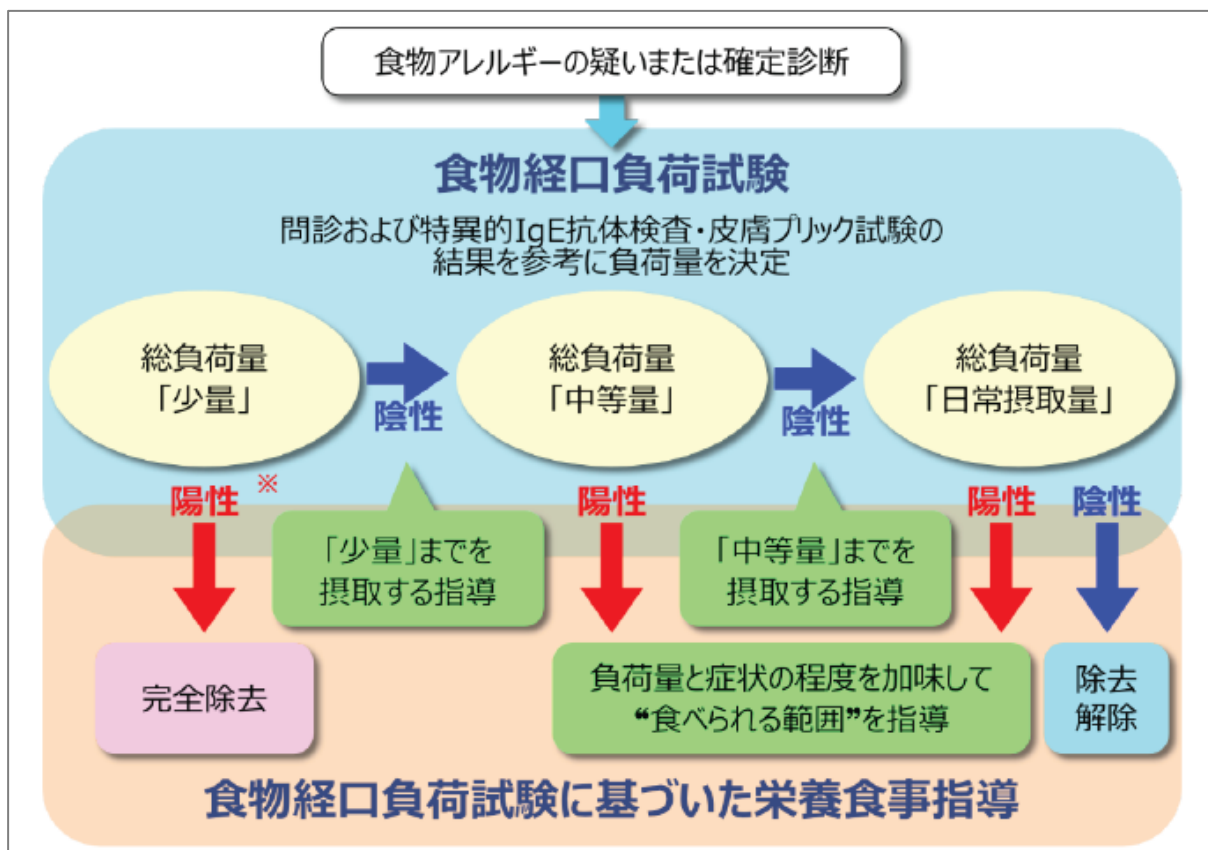 食物アレルギーの疑いまたは確定診断
食物経口負荷試験
問診および特異的IgE抗体検査・皮膚プリック試験の
結果を参考に負荷量を決定
総負荷量
「少量」
陰性
総負荷量
「中等量」
陰性
総負荷量
「日常摂取量」
陽性 ※
「少量」までを
摂取する指導
陽性
「中等量」までを
摂取する指導
陽性
陰性
完全除去
負荷量と症状の程度を加味して
“食べられる範囲”を指導
除去
解除
食物経口負荷試験に基づいた栄養食事指導